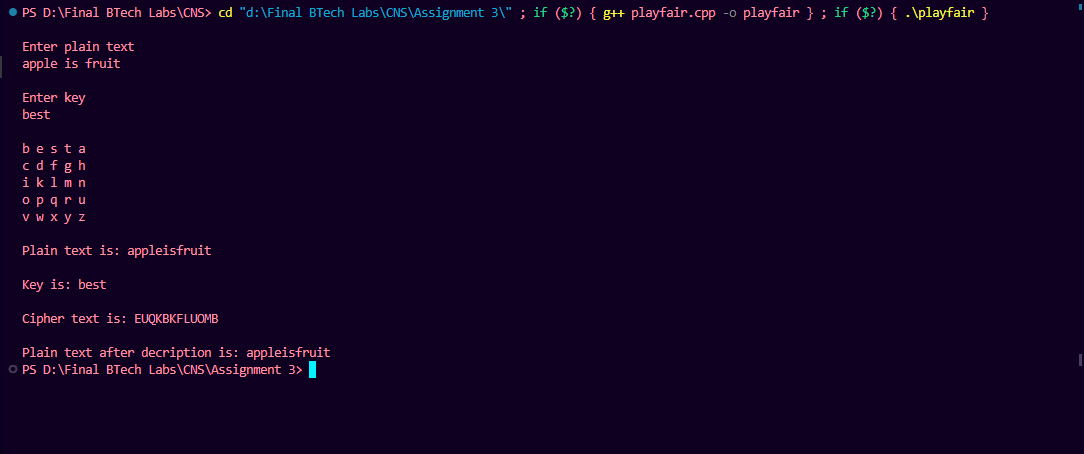 PS D:\Final BTech Labs\CNS> cd "d:\Final BTech Labs\CNS\Assignment 3\" ; if ($?) { g++ playfair.cpp -o playfair } ; if ($?) { .\playfair }
Enter plain text
apple is fruit
Enter key
best
b e s t a
c d f g h
i k l m n
o p q r u
v w x y z
Plain text is: appleisfruit
Key is: best
Cipher text is: EUQKBKFLUOMB
Plain text after decription is: appleisfruit
PS D:\Final BTech Labs\CNS\Assignment 3>